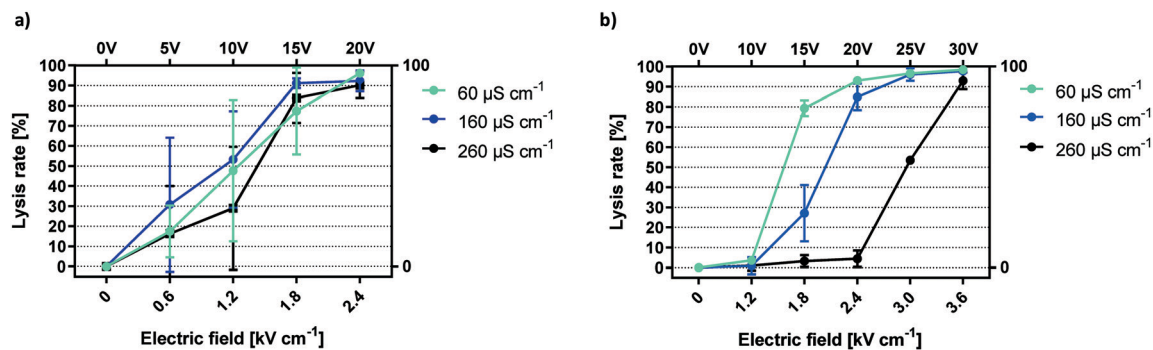 a)
0V 5V 10V 15V 20V
Lysis rate [%]
100
90
80
70
60
50
40
30
20
10
0
100
0
60 µS cm⁻¹
160 µS cm⁻¹
260 µS cm⁻¹
0 0.6 1.2 1.8 2.4
Electric field [kV cm⁻¹]
b)
0V 10V 15V 20V 25V 30V
Lysis rate [%]
100
90
80
70
60
50
40
30
20
10
0
100
0
60 µS cm⁻¹
160 µS cm⁻¹
260 µS cm⁻¹
0 1.2 1.8 2.4 3.0 3.6
Electric field [kV cm⁻¹]